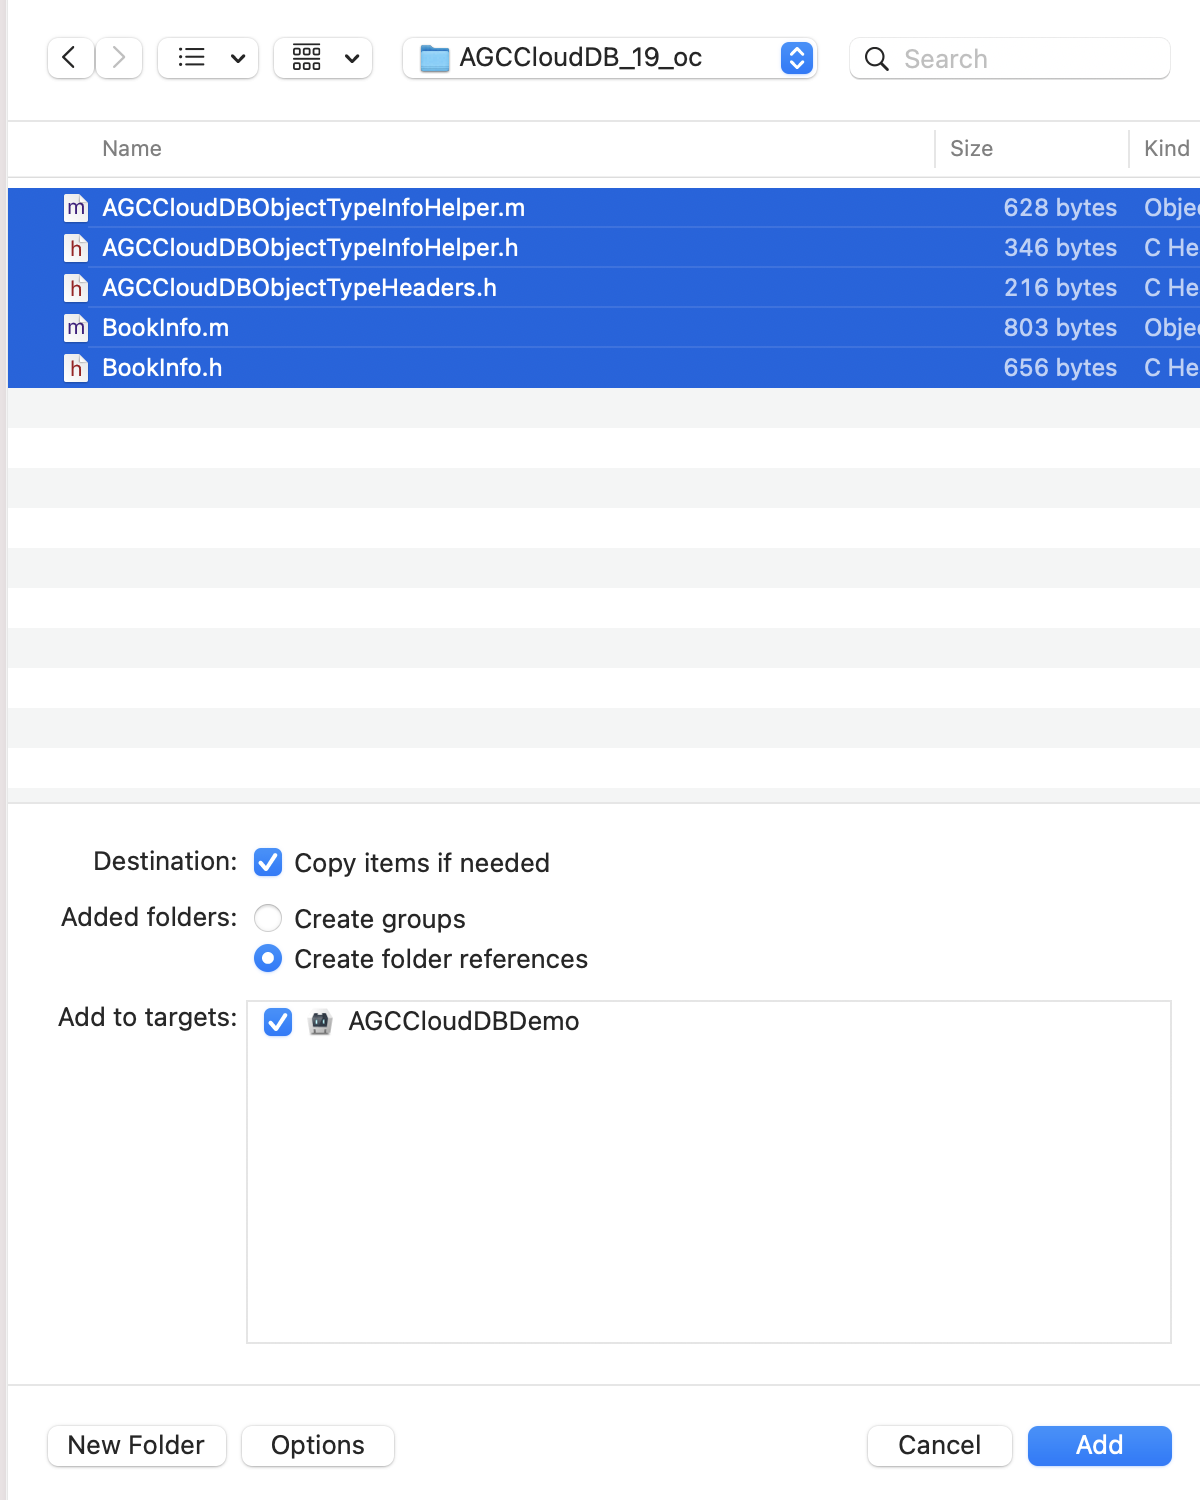 AGCCloudDB_19_oc Search
Name Size Kind
m AGCCloudDBObjectTypeInfoHelper.m 628 bytes Obje
h AGCCloudDBObjectTypeInfoHelper.h 346 bytes C He
h AGCCloudDBObjectTypeHeaders.h 216 bytes C He
m BookInfo.m 803 bytes Obje
h BookInfo.h 656 bytes C He
Destination: Copy items if needed
Added folders: Create groups
Create folder references
Add to targets: AGCCloudDBDemo
New Folder Options Cancel Add